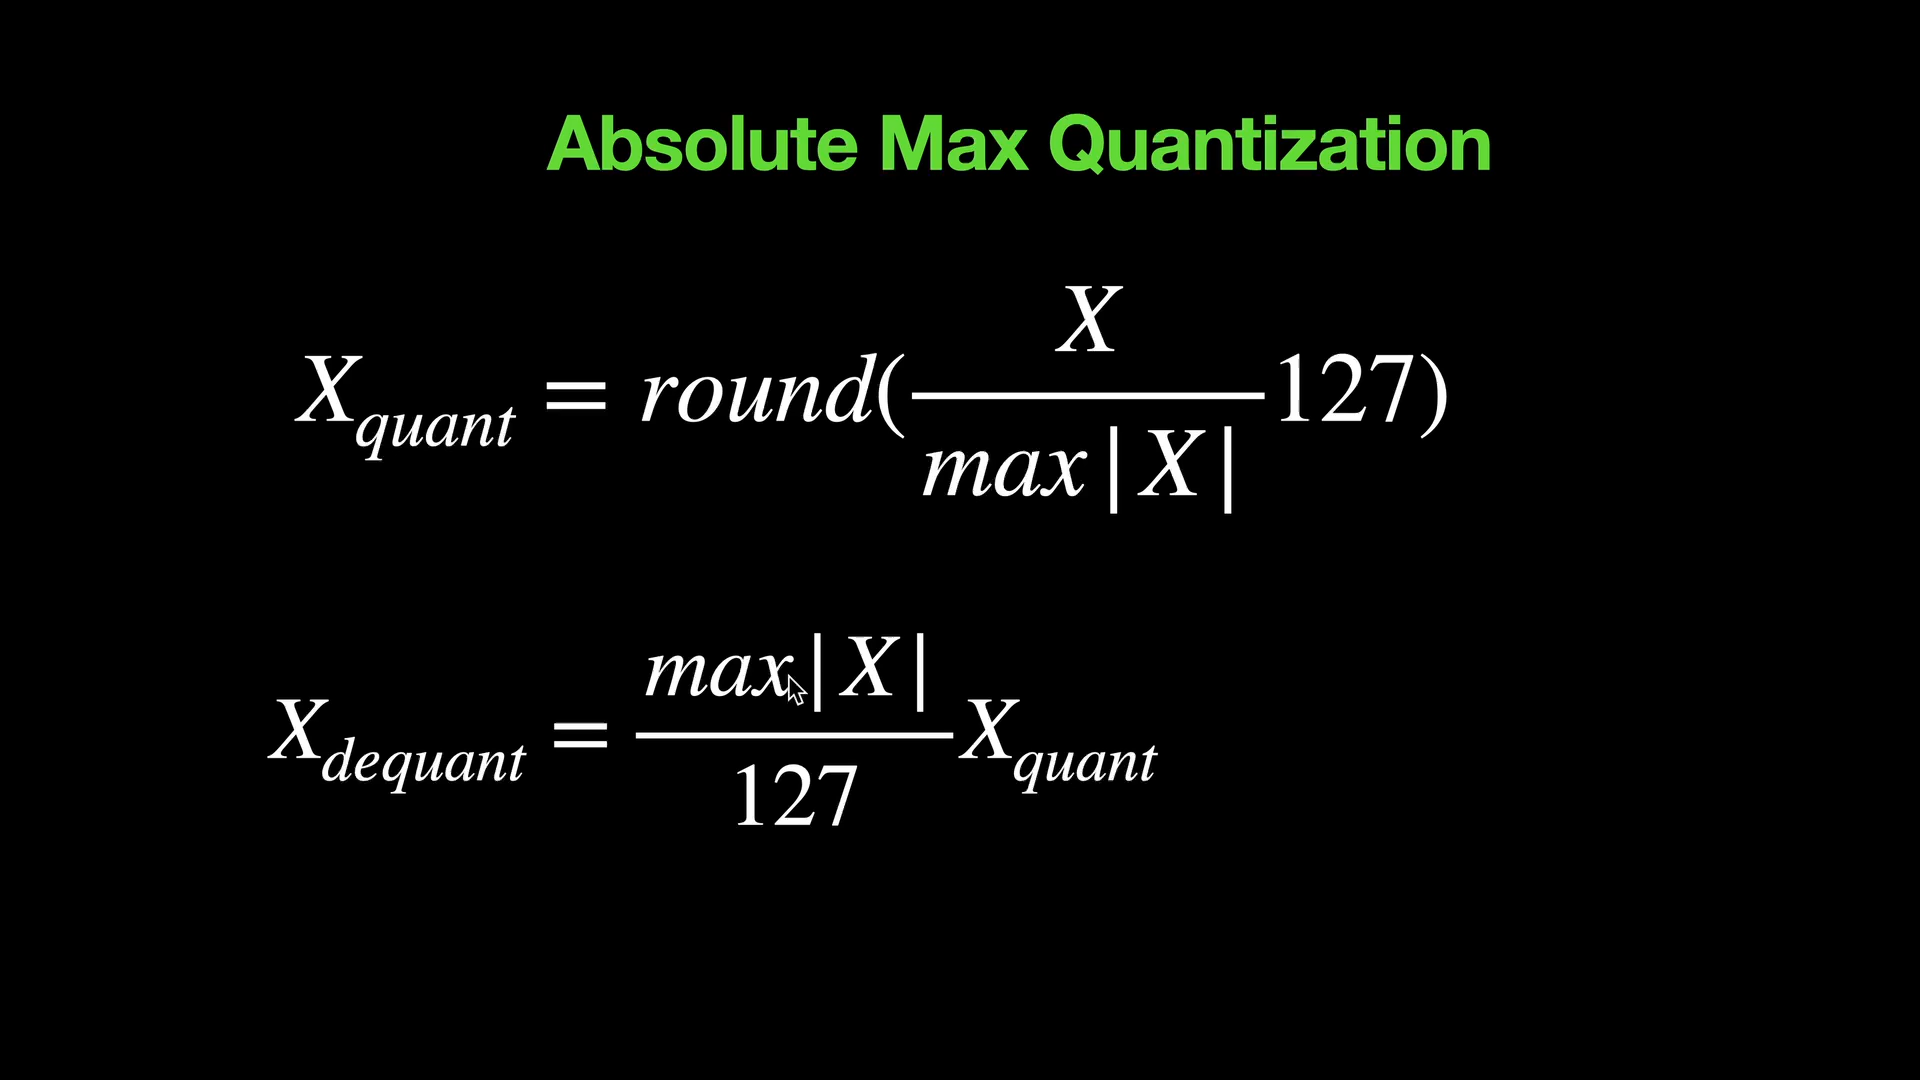 Absolute Max Quantization
X_quant = round(X / max|X| 127)
X_dequant = max|X| / 127 X_quant